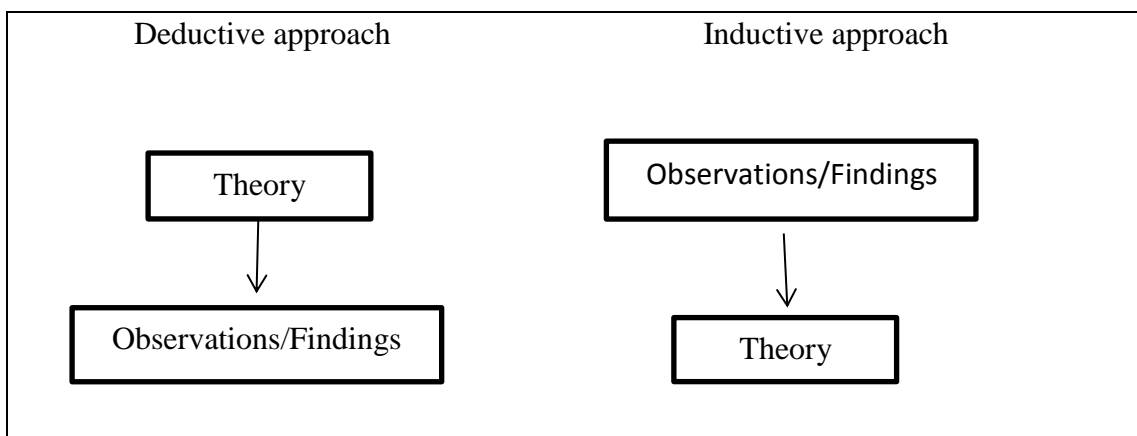 Deductive approach
Inductive approach
Theory
Observations/Findings
Observations/Findings
Theory